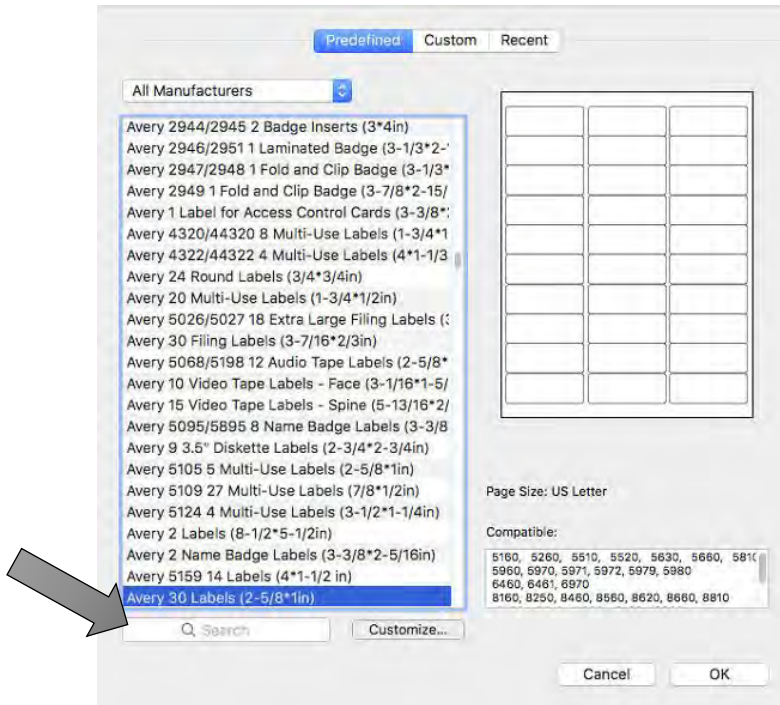 Predefined Custom Recent
All Manufacturers
Avery 2944/2945 2 Badge Inserts (3*4in)
Avery 2946/2951 1 Laminated Badge (3-1/3*2-
Avery 2947/2948 1 Fold and Clip Badge (3-1/3*
Avery 2949 1 Fold and Clip Badge (3-7/8*2-15/
Avery 1 Label for Access Control Cards (3-3/8*
Avery 4320/44320 8 Multi-Use Labels (1-3/4*1
Avery 4322/44322 4 Multi-Use Labels (4*1-1/3
Avery 24 Round Labels (3/4*3/4in)
Avery 20 Multi-Use Labels (1-3/4*1/2in)
Avery 5026/5027 18 Extra Large Filing Labels (
Avery 30 Filing Labels (3-7/16*2/3in)
Avery 5068/5198 12 Audio Tape Labels (2-5/8*
Avery 10 Video Tape Labels - Face (3-1/16*1-5/
Avery 15 Video Tape Labels - Spine (5-13/16*2/
Avery 5095/5895 8 Name Badge Labels (3-3/8
Avery 9 3.5" Diskette Labels (2-3/4*2-3/4in)
Avery 5105 5 Multi-Use Labels (2-5/8*1in)
Avery 5109 27 Multi-Use Labels (7/8*1/2in)
Avery 5124 4 Multi-Use Labels (3-1/2*1-1/4in)
Avery 2 Labels (8-1/2*5-1/2in)
Avery 2 Name Badge Labels (3-3/8*2-5/16in)
Avery 5159 14 Labels (4*1-1/2 in)
Avery 30 Labels (2-5/8*1in)
Search Customize...
Page Size: US Letter
Compatible:
5160, 5260, 5510, 5520, 5630, 5660, 581
5960, 5970, 5971, 5972, 5979, 5980
6460, 6461, 6970
8160, 8250, 8460, 8560, 8620, 8660, 8810
Cancel OK